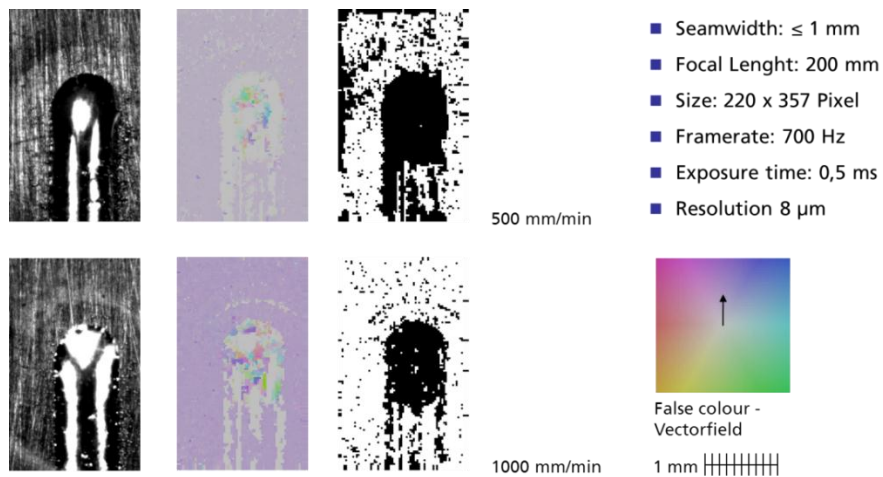 Seamwidth: ≤ 1 mm
Focal Lenght: 200 mm
Size: 220 x 357 Pixel
Framerate: 700 Hz
Exposure time: 0,5 ms
Resolution 8 µm
500 mm/min
False colour -
Vectorfield
1 mm
1000 mm/min